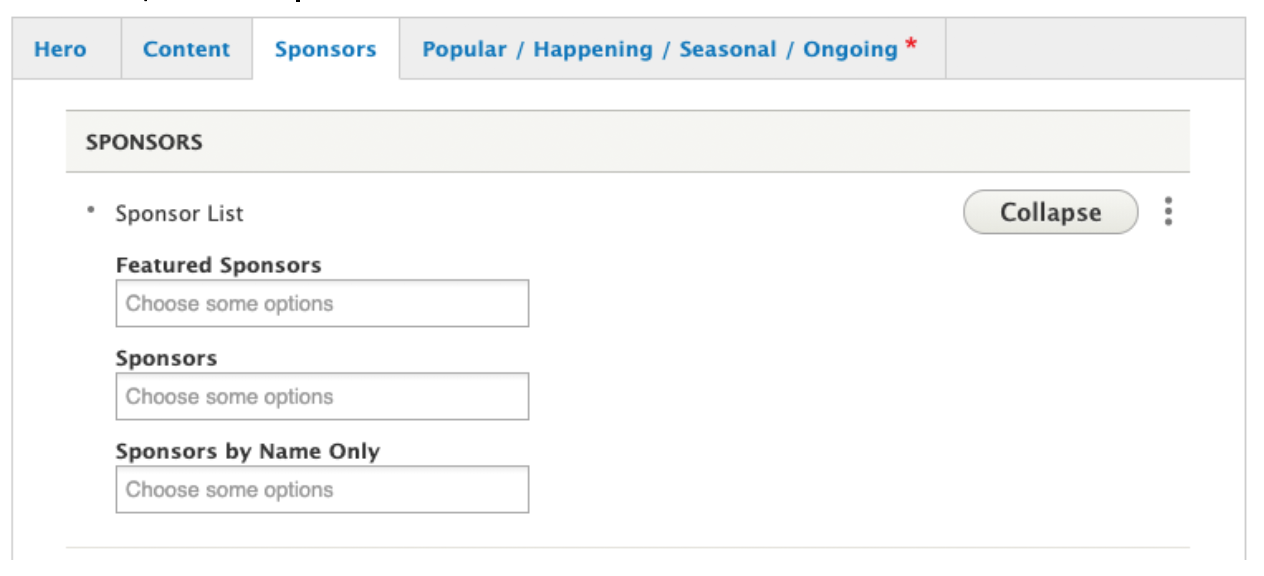 Hero Content Sponsors Popular / Happening / Seasonal / Ongoing *
SPONSORS
Sponsor List Collapse
Featured Sponsors
Choose some options
Sponsors
Choose some options
Sponsors by Name Only
Choose some options